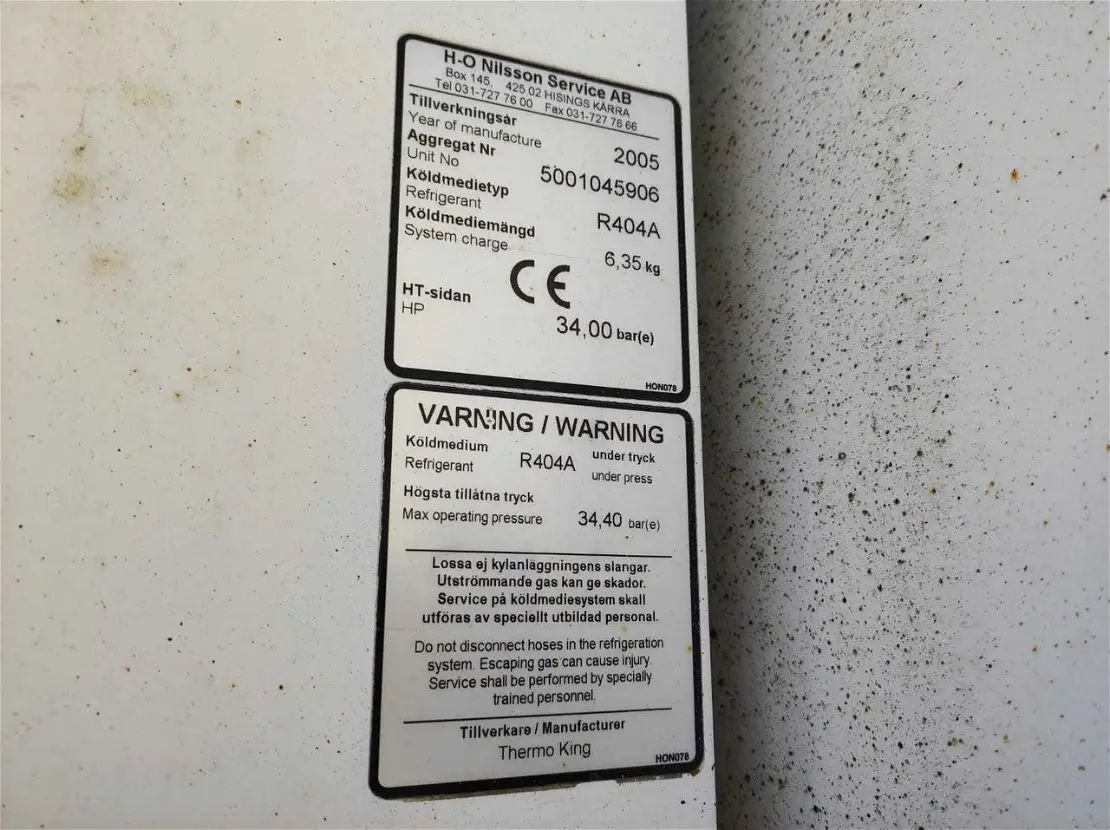 H-O Nilsson Service AB
Box 145, 425 02 HISINGS KÄRRA
Tel 031-727 76 00 Fax 031-727 76 66
Tillverkningsår
Year of manufacture 2005
Aggregat Nr
Unit No 5001045906
Köldmedietyp
Refrigerant R404A
Köldmediemängd
System charge 6,35 kg
CE
HT-sidan
HP 34,00 bar(e)
HON078
VARNING / WARNING
Köldmedium under tryck
Refrigerant R404A under press
Högsta tillåtna tryck
Max operating pressure 34,40 bar(e)
Lossa ej kylanläggningens slangar.
Utströmmande gas kan ge skador.
Service på köldmediesystem skall
utföras av speciellt utbildad personal.
Do not disconnect hoses in the refrigeration
system. Escaping gas can cause injury.
Service shall be performed by specially
trained personnel.
Tillverkare / Manufacturer
Thermo King
HON078